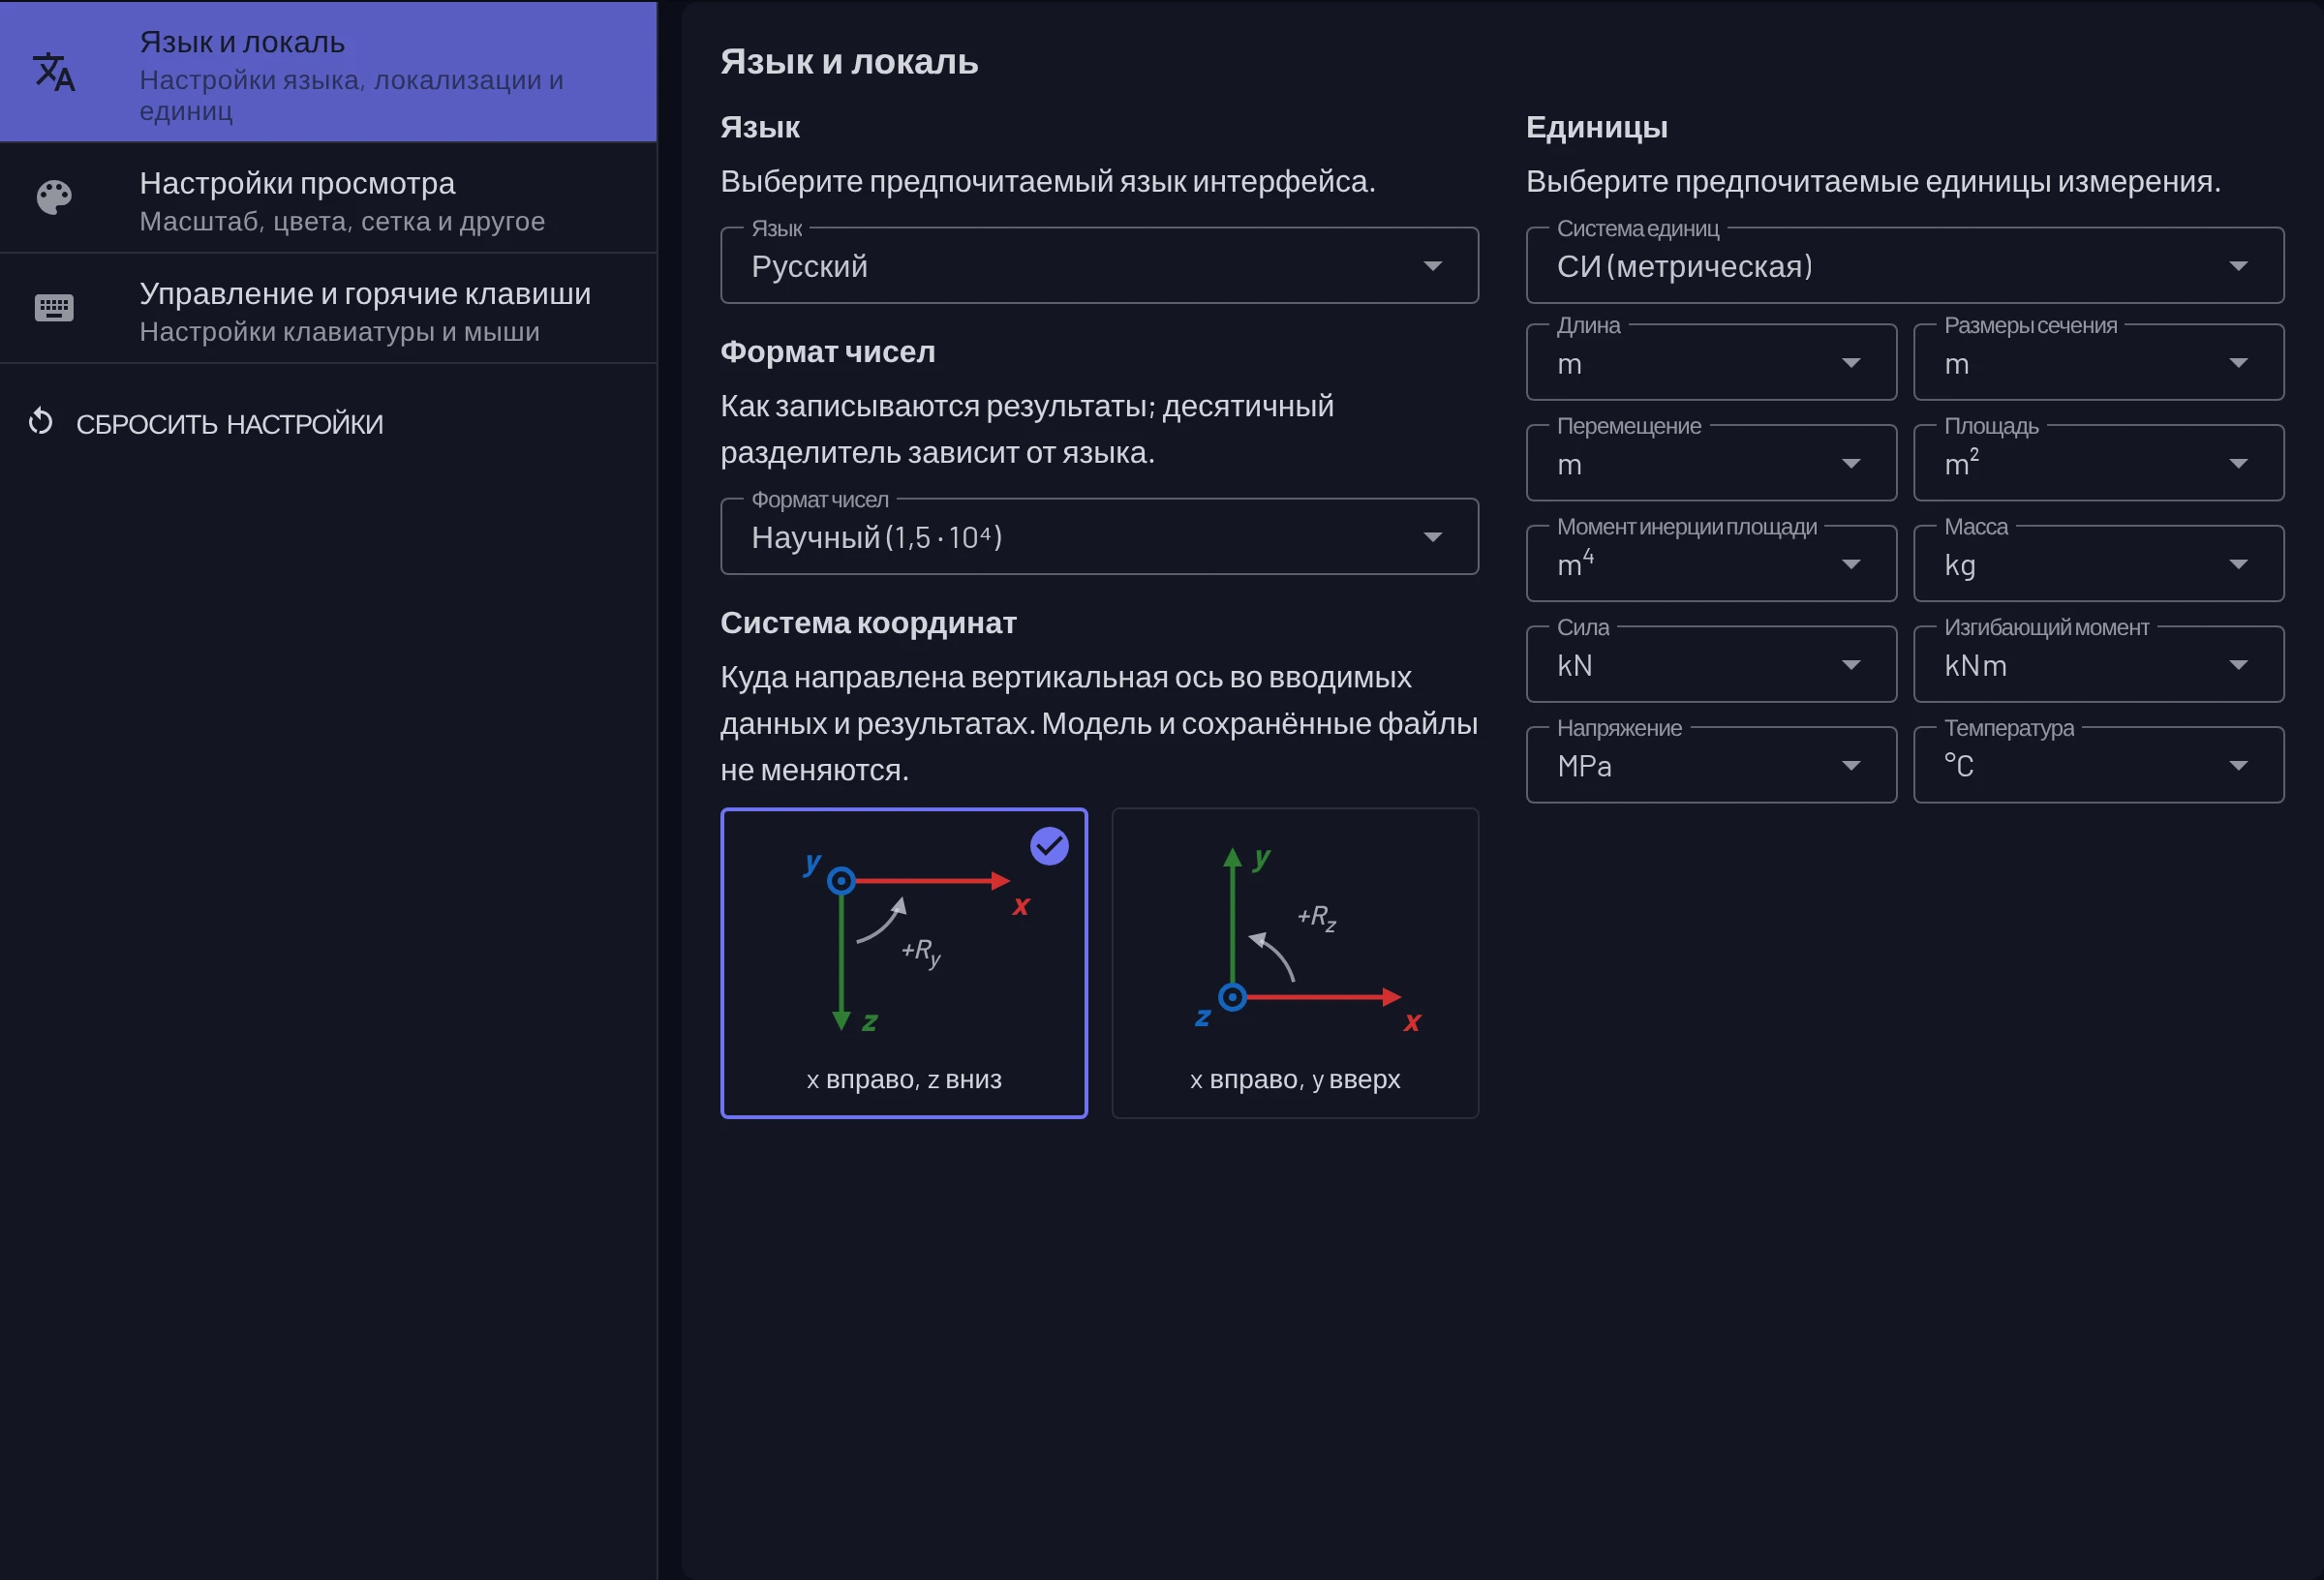 Язык и локаль
Настройки языка, локализации и
единиц
Настройки просмотра
Масштаб, цвета, сетка и другое
Управление и горячие клавиши
Настройки клавиатуры и мыши
СБРОСИТЬ НАСТРОЙКИ
Язык и локаль
Язык
Выберите предпочитаемый язык интерфейса.
Язык
Русский
Формат чисел
Как записываются результаты; десятичный
разделитель зависит от языка.
Формат чисел
Научный (1,5 · 10⁴)
Система координат
Куда направлена вертикальная ось во вводимых
данных и результатах. Модель и сохранённые файлы
не меняются.
y
x
+R_y
z
x вправо, z вниз
y
+R_z
z
x
x вправо, y вверх
Единицы
Выберите предпочитаемые единицы измерения.
Система единиц
СИ (метрическая)
Длина
m
Размеры сечения
m
Перемещение
m
Площадь
m²
Момент инерции площади
m⁴
Масса
kg
Сила
kN
Изгибающий момент
kNm
Напряжение
MPa
Температура
°C